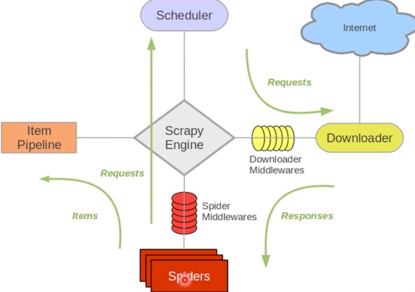 Scheduler
Internet
Requests
Item
Pipeline
Scrapy
Engine
Downloader
Downloader
Middlewares
Requests
Spider
Middlewares
Items
Responses
Spiders